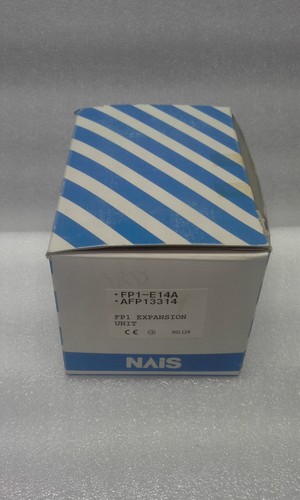 ・FP1-E14A
・AFP13314
FP1 EXPANSION
UNIT
CE
NAIS